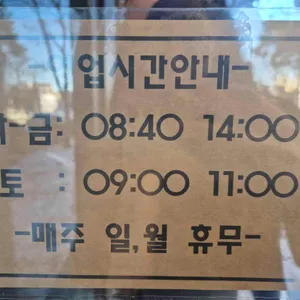 - 업시간안내-
-금: 08:40 14:00
토 : 09:00 11:00
-매주 일,월 휴무-